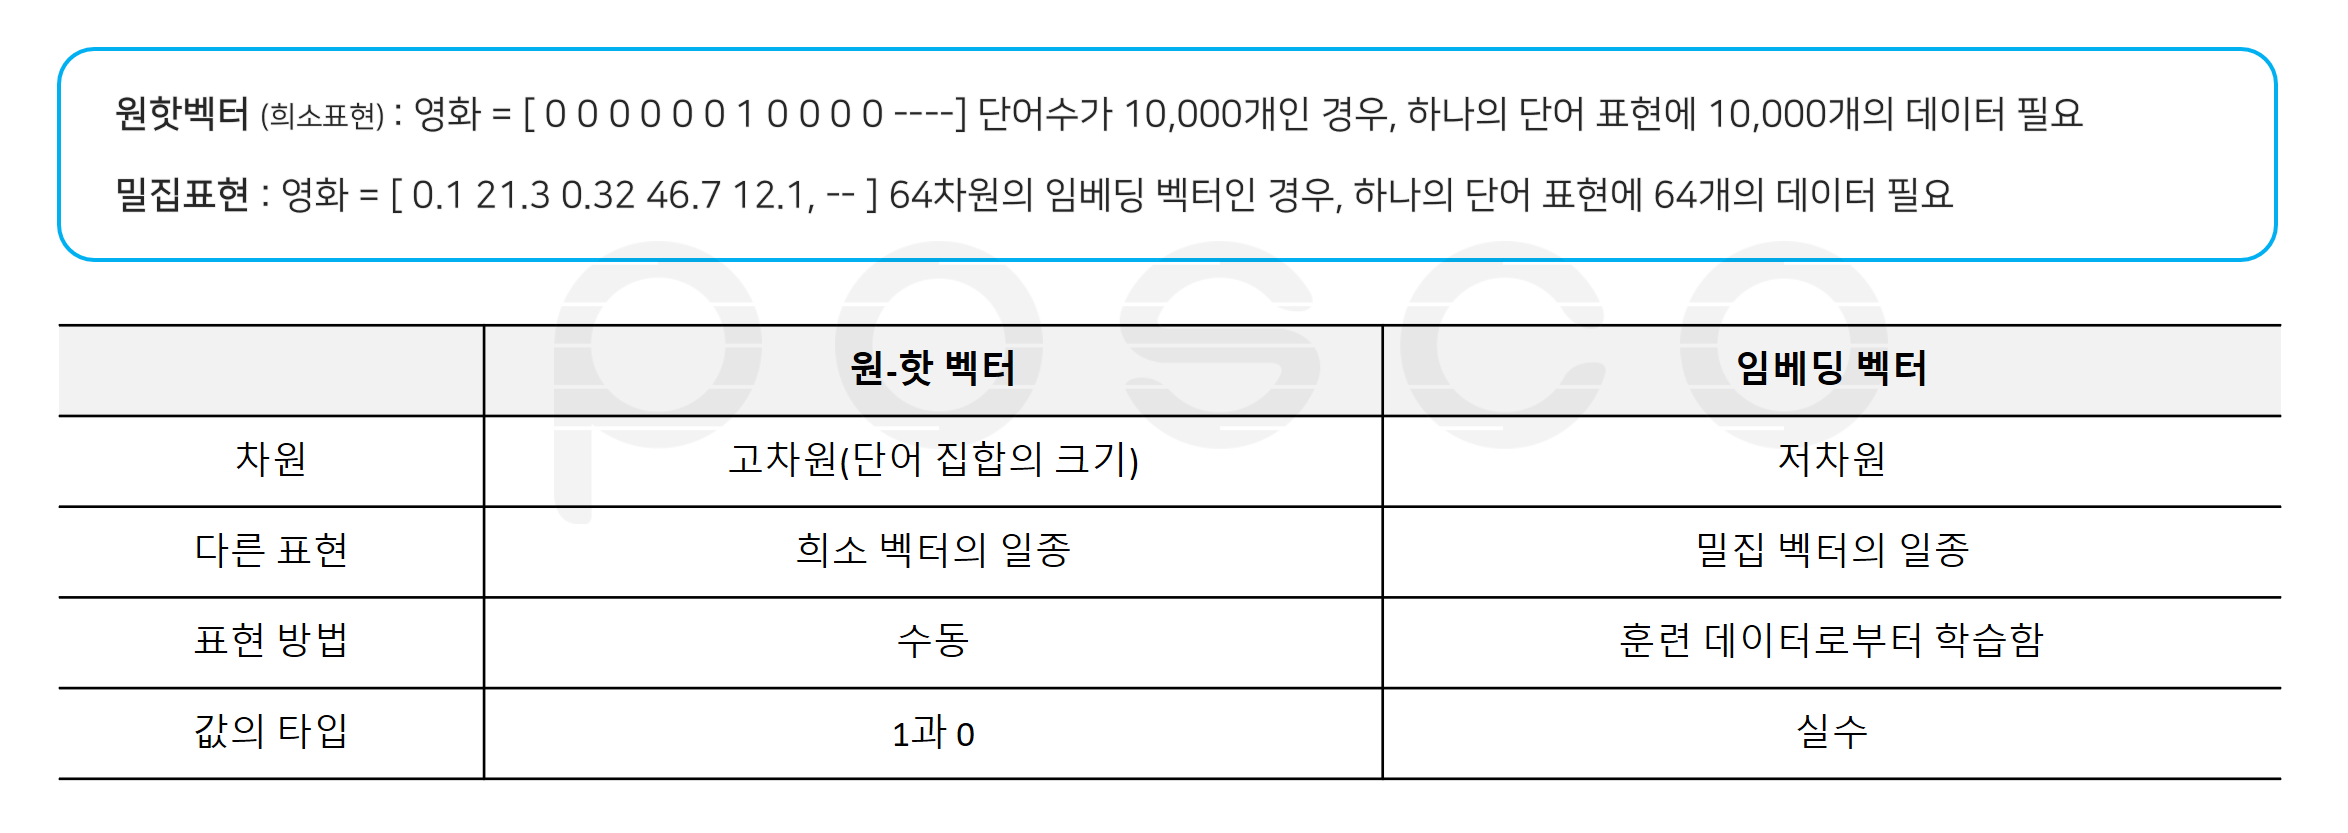 원핫벡터 (희소표현) : 영화 = [ 0 0 0 0 0 0 1 0 0 0 0 ----] 단어수가 10,000개인 경우, 하나의 단어 표현에 10,000개의 데이터 필요
밀집표현 : 영화 = [ 0.1 21.3 0.32 46.7 12.1, -- ] 64차원의 임베딩 벡터인 경우, 하나의 단어 표현에 64개의 데이터 필요
posco
원-핫 벡터 임베딩 벡터
차원 고차원(단어 집합의 크기) 저차원
다른 표현 희소 벡터의 일종 밀집 벡터의 일종
표현 방법 수동 훈련 데이터로부터 학습함
값의 타입 1과 0 실수